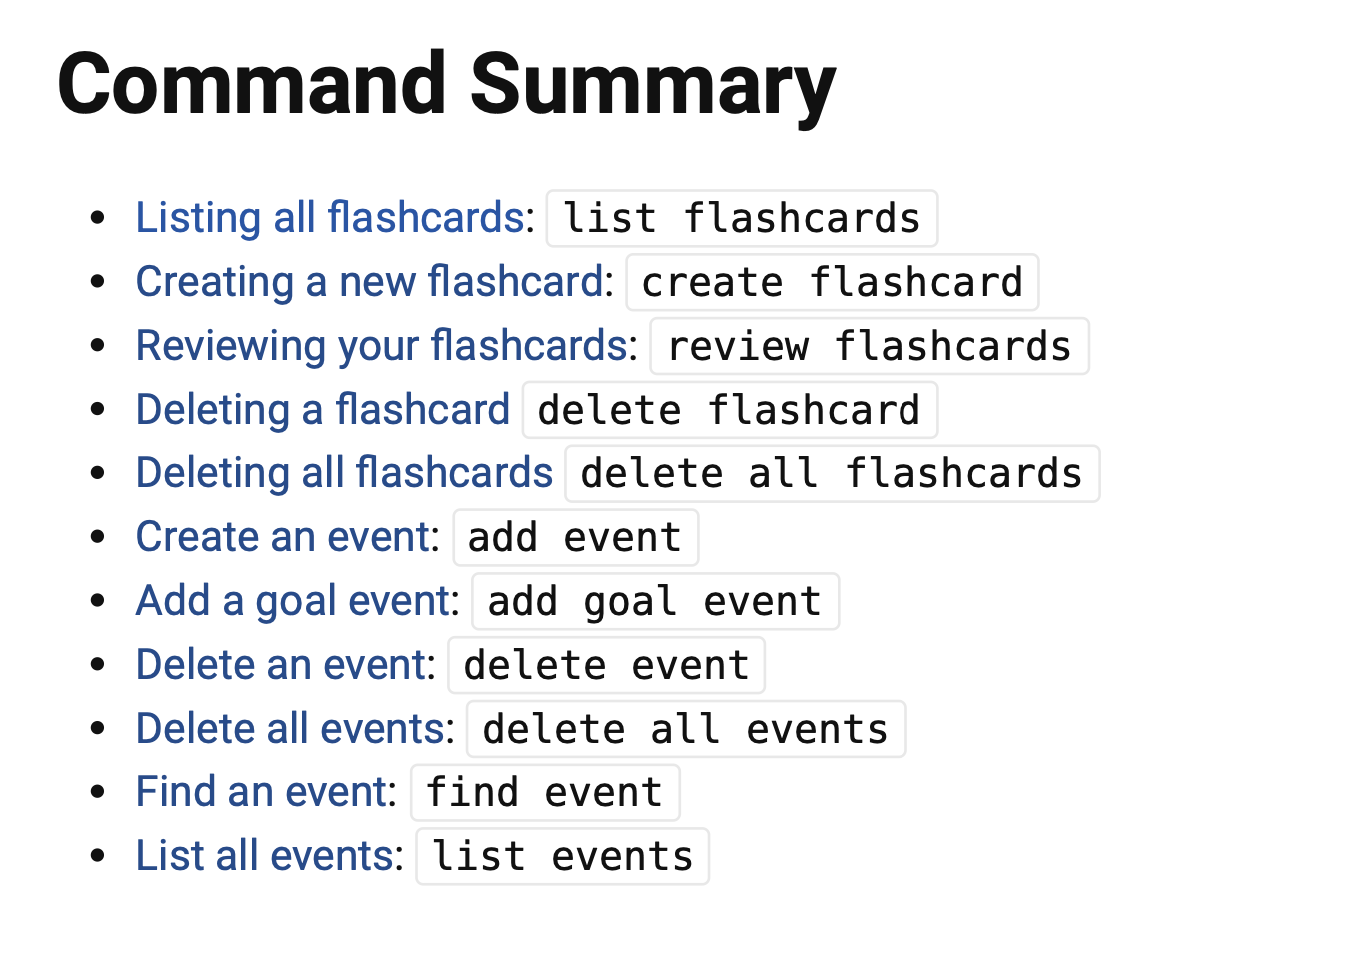 Command Summary
• Listing all flashcards: list flashcards
• Creating a new flashcard: create flashcard
• Reviewing your flashcards: review flashcards
• Deleting a flashcard delete flashcard
• Deleting all flashcards delete all flashcards
• Create an event: add event
• Add a goal event: add goal event
• Delete an event: delete event
• Delete all events: delete all events
• Find an event: find event
• List all events: list events